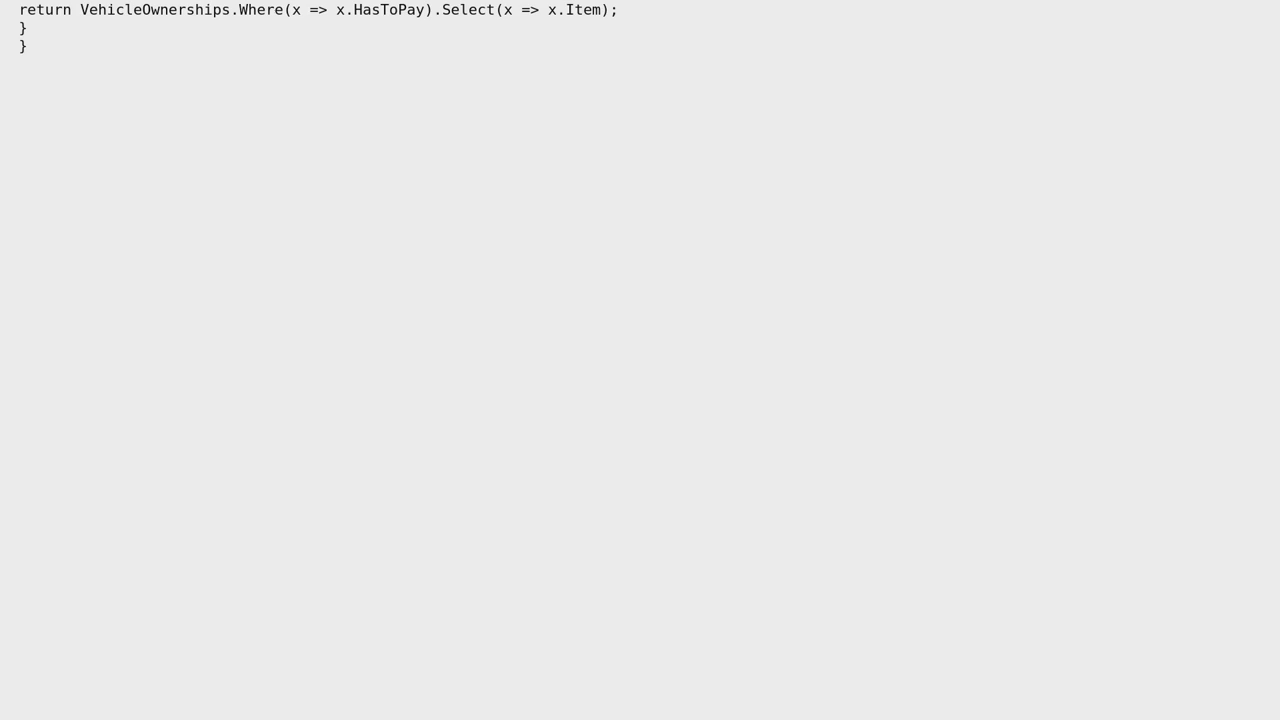 return VehicleOwnerships.Where(x => x.HasToPay).Select(x => x.Item);
}
}